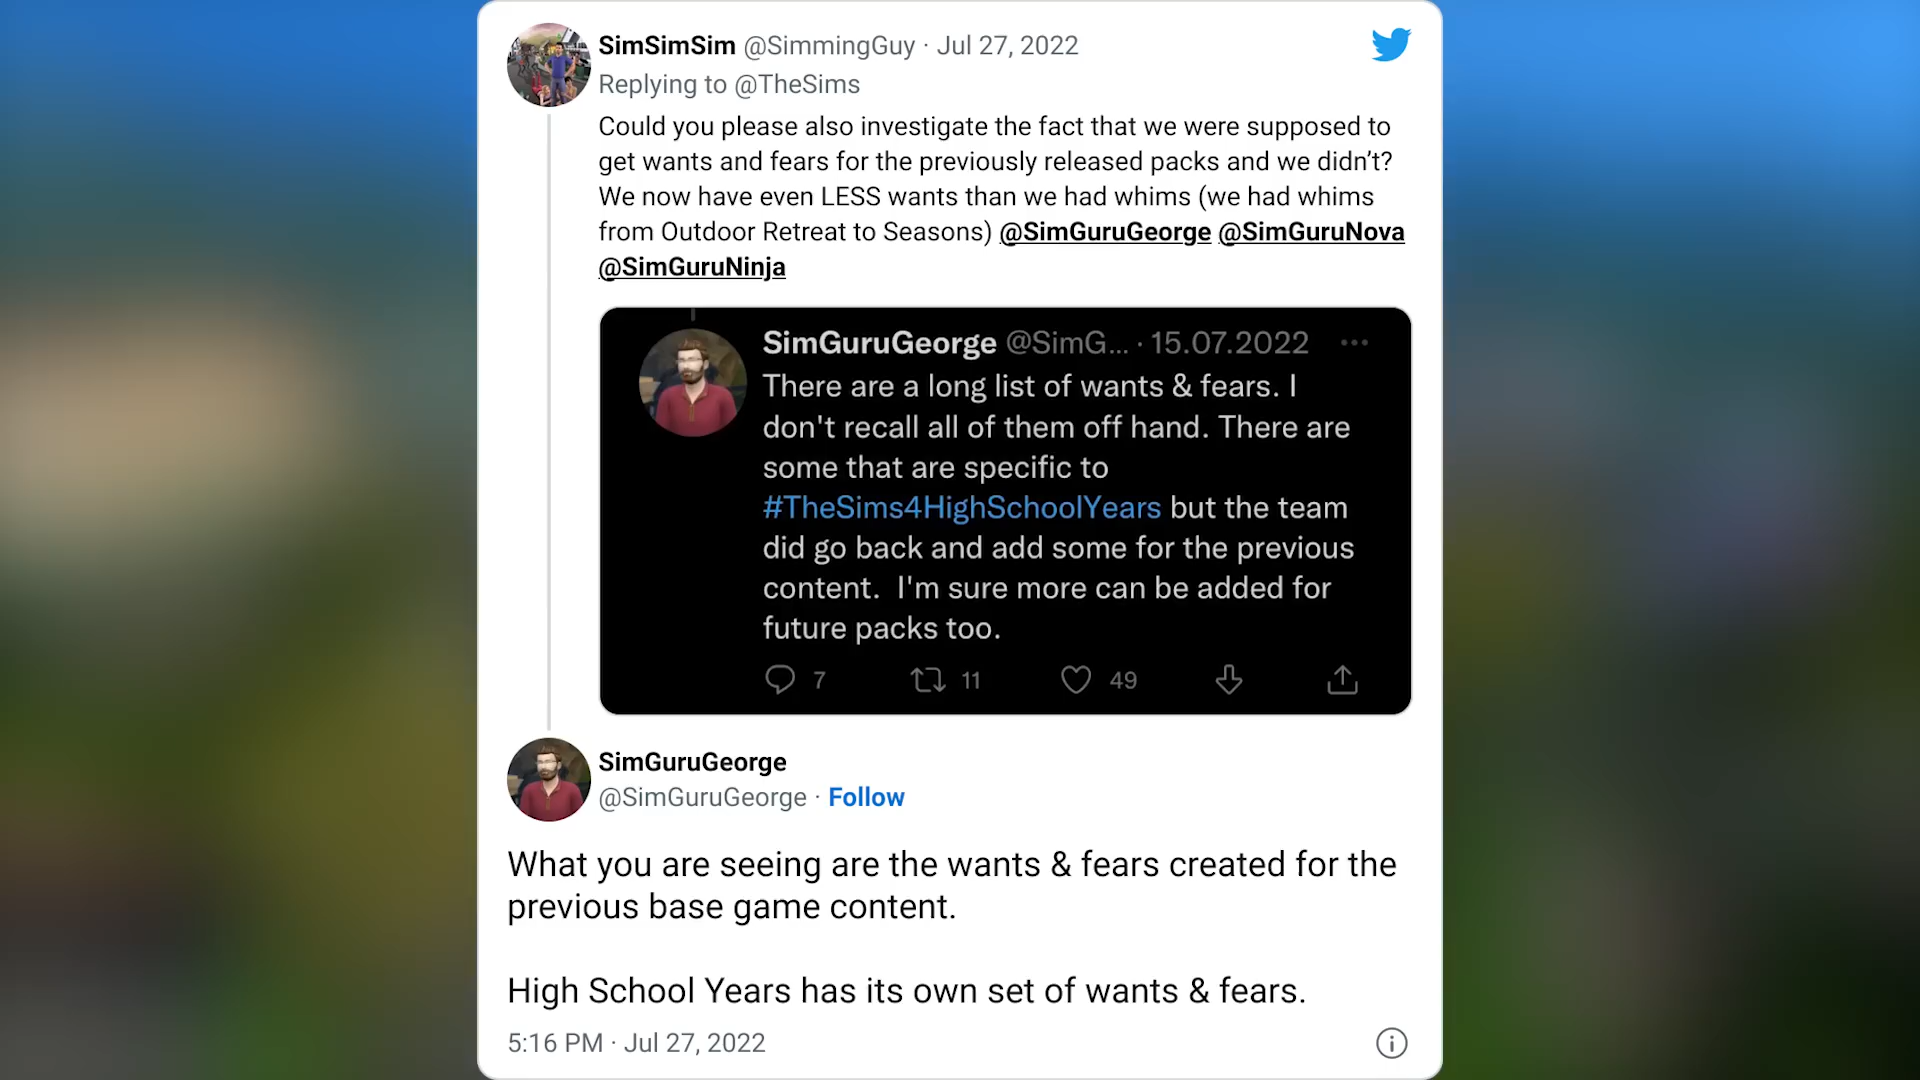 SimSimSim @SimmingGuy · Jul 27, 2022
Replying to @TheSims
Could you please also investigate the fact that we were supposed to
get wants and fears for the previously released packs and we didn’t?
We now have even LESS wants than we had whims (we had whims
from Outdoor Retreat to Seasons) @SimGuruGeorge @SimGuruNova
@SimGuruNinja
SimGuruGeorge @SimG... · 15.07.2022 ···
There are a long list of wants & fears. I
don't recall all of them off hand. There are
some that are specific to
#TheSims4HighSchoolYears but the team
did go back and add some for the previous
content.  I'm sure more can be added for
future packs too.
7 11 49
SimGuruGeorge
@SimGuruGeorge · Follow
What you are seeing are the wants & fears created for the
previous base game content.
High School Years has its own set of wants & fears.
5:16 PM · Jul 27, 2022